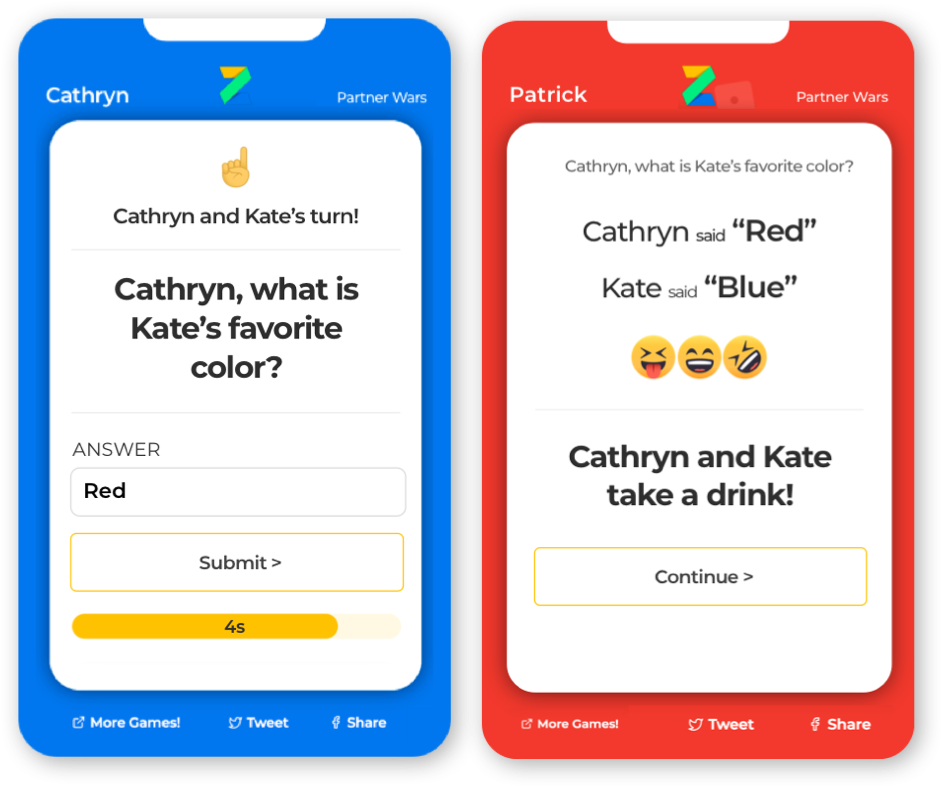 Cathryn
Partner Wars
Cathryn and Kate’s turn!
Cathryn, what is
Kate’s favorite
color?
ANSWER
Red
Submit >
4s
More Games!
Tweet
Share
Patrick
Partner Wars
Cathryn, what is Kate’s favorite color?
Cathryn said “Red”
Kate said “Blue”
Cathryn and Kate
take a drink!
Continue >
More Games!
Tweet
Share